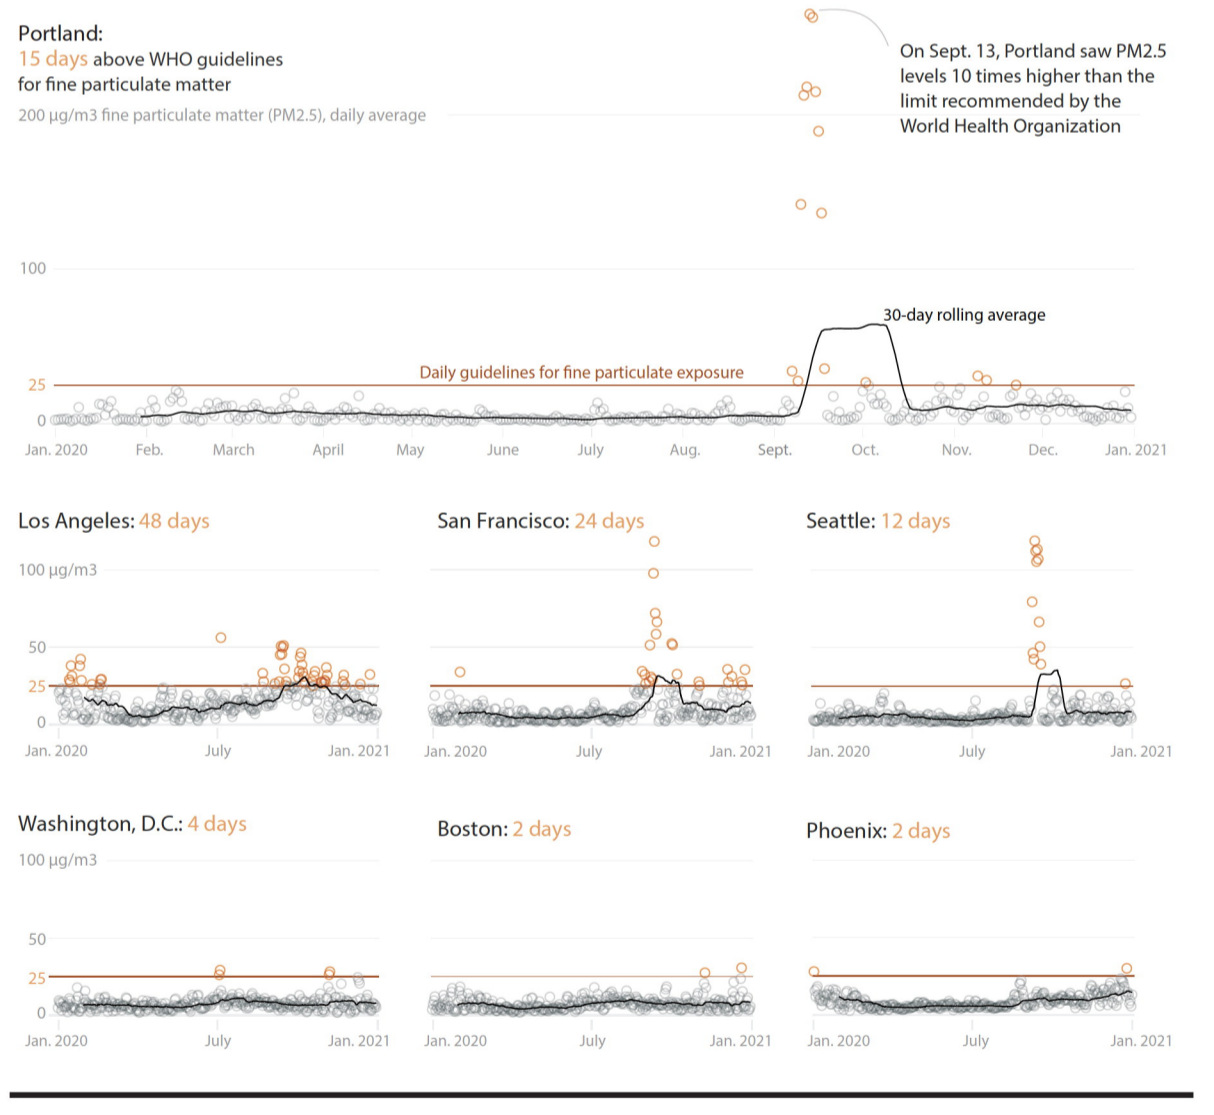 Portland:
15 days above WHO guidelines
for fine particulate matter
200 μg/m3 fine particulate matter (PM2.5), daily average
On Sept. 13, Portland saw PM2.5
levels 10 times higher than the
limit recommended by the
World Health Organization
100
30-day rolling average
Daily guidelines for fine particulate exposure
25
0
Jan. 2020 Feb. March April May June July Aug. Sept. Oct. Nov. Dec. Jan. 2021
Los Angeles: 48 days
100 μg/m3
50
25
0
Jan. 2020 July Jan. 2021
San Francisco: 24 days
Jan. 2020 July Jan. 2021
Seattle: 12 days
Jan. 2020 July Jan. 2021
Washington, D.C.: 4 days
100 μg/m3
50
25
0
Jan. 2020 July Jan. 2021
Boston: 2 days
Jan. 2020 July Jan. 2021
Phoenix: 2 days
Jan. 2020 July Jan. 2021